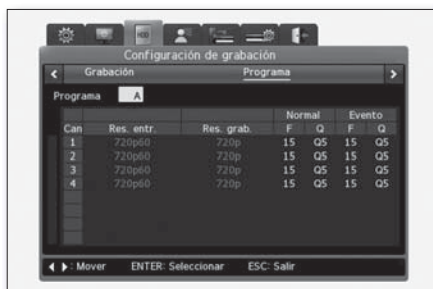 HDD
Configuración de grabación
Grabación Programa
Programa A
Normal Evento
Can Res. entr. Res. grab. F Q F Q
1 720p60 720p 15 Q5 15 Q5
2 720p60 720p 15 Q5 15 Q5
3 720p60 720p 15 Q5 15 Q5
4 720p60 720p 15 Q5 15 Q5
: Mover ENTER: Seleccionar ESC: Salir